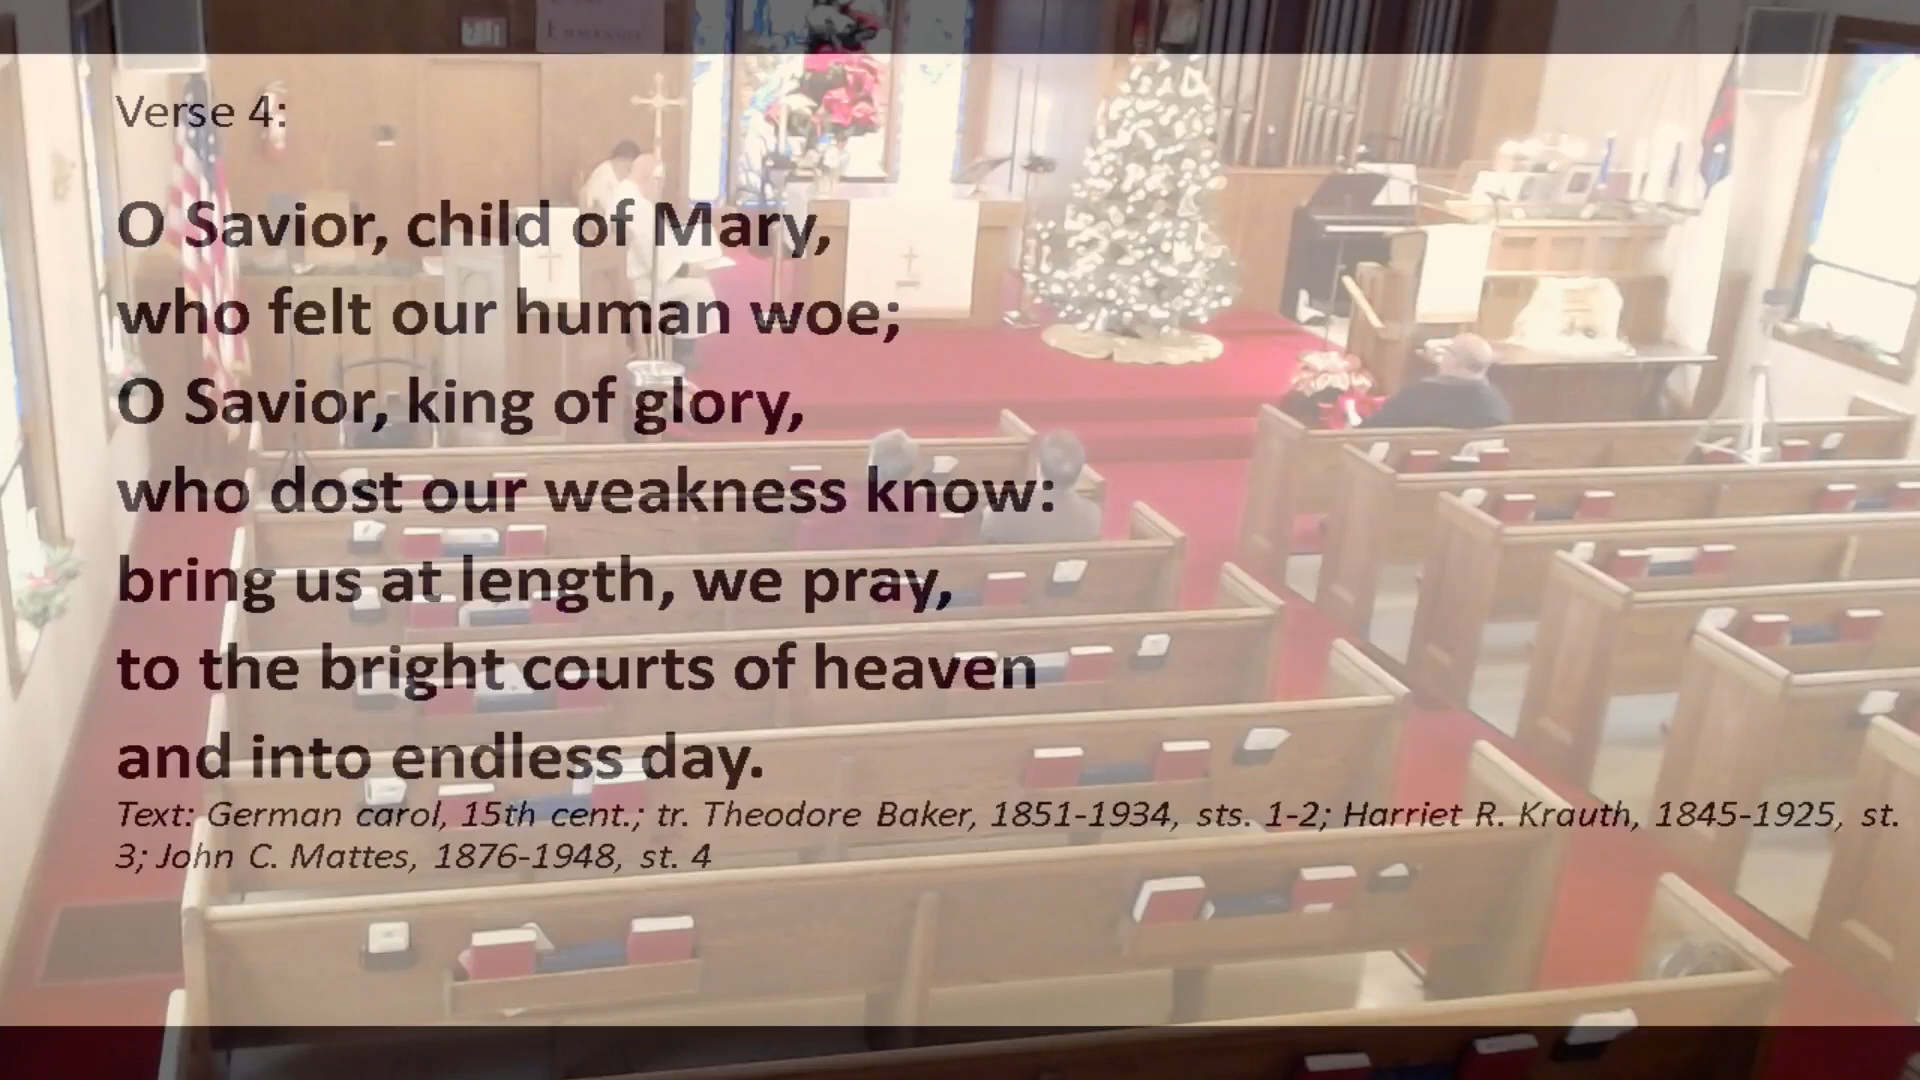 Verse 4:
O Savior, child of Mary,
who felt our human woe;
O Savior, king of glory,
who dost our weakness know:
bring us at length, we pray,
to the bright courts of heaven
and into endless day.
Text: German carol, 15th cent.; tr. Theodore Baker, 1851-1934, sts. 1-2; Harriet R. Krauth, 1845-1925, st.
3; John C. Mattes, 1876-1948, st. 4